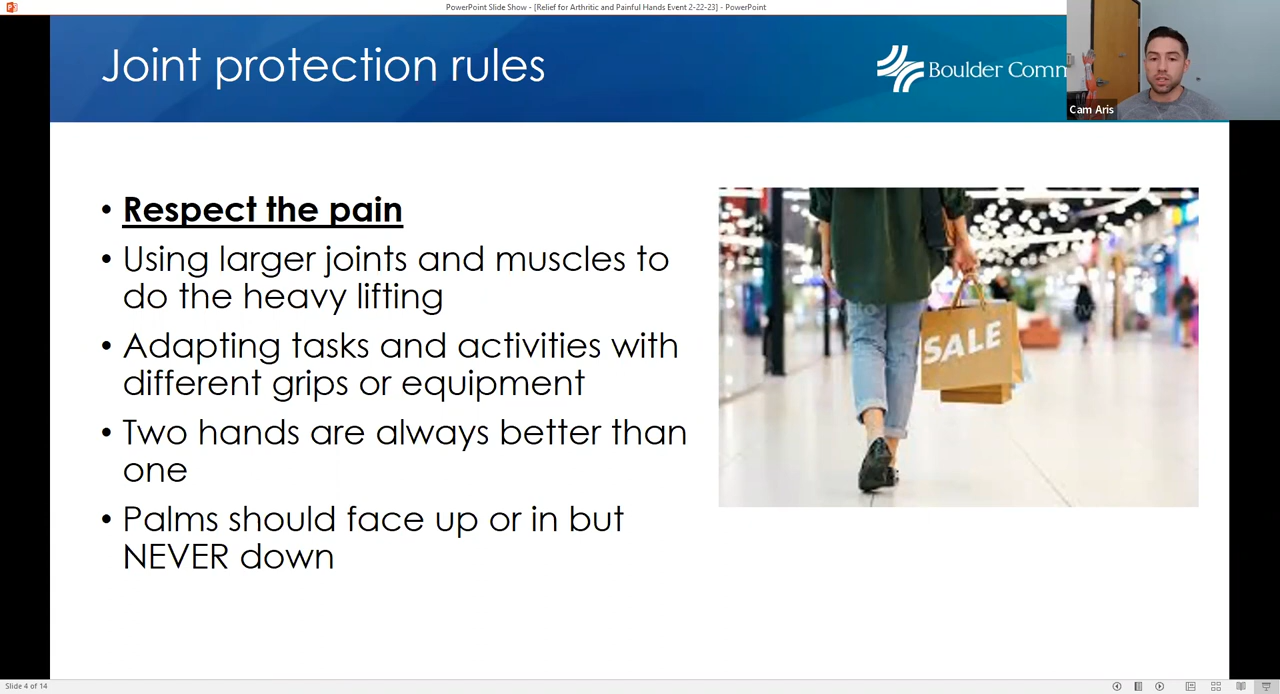 PowerPoint Slide Show - [Relief for Arthritic and Painful Hands Event 2-22-23] - PowerPoint
Joint protection rules
Boulder Comm
Cam Aris
• Respect the pain
• Using larger joints and muscles to
do the heavy lifting
• Adapting tasks and activities with
different grips or equipment
• Two hands are always better than
one
• Palms should face up or in but
NEVER down
SALE
Slide 4 of 14